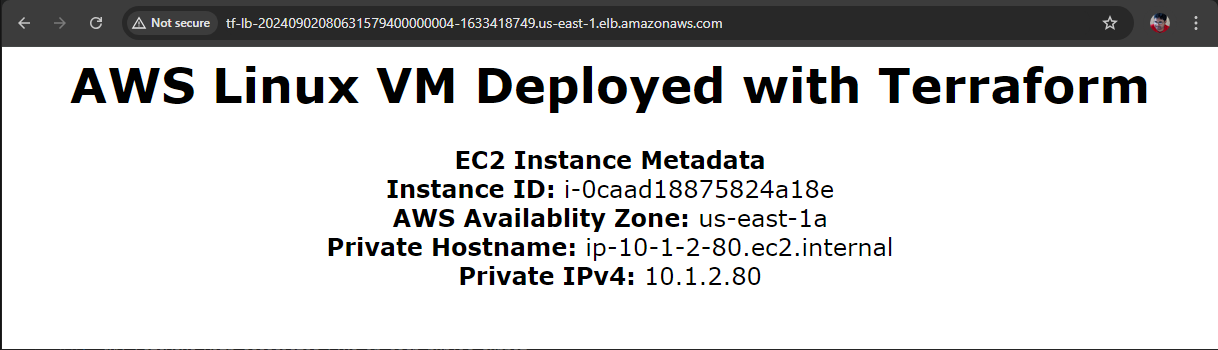 Not secure tf-lb-20240902080631579400000004-1633418749.us-east-1.elb.amazonaws.com
AWS Linux VM Deployed with Terraform
EC2 Instance Metadata
Instance ID: i-0caad18875824a18e
AWS Availablity Zone: us-east-1a
Private Hostname: ip-10-1-2-80.ec2.internal
Private IPv4: 10.1.2.80